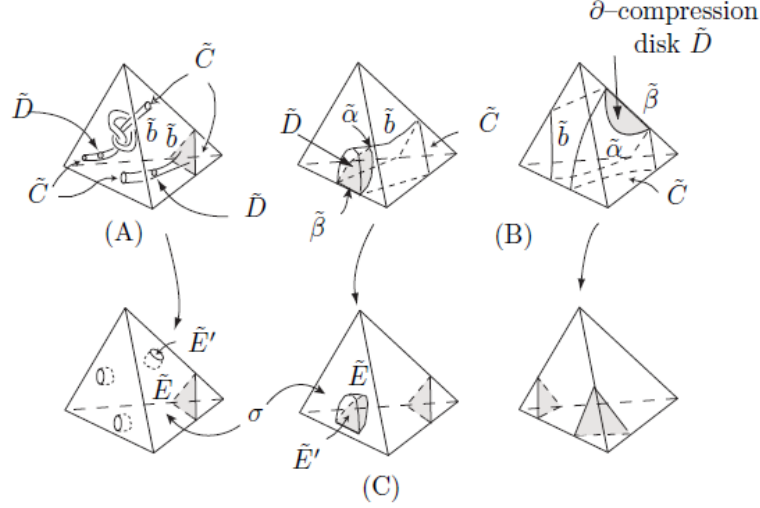 ∂–compression
disk D̃
C̃
D̃
b̃ b̃
C̃
D̃
(A)
D̃
α̃
b̃
C̃
β̃
(B)
β̃
b̃
α̃
C̃
Ẽ′
Ẽ
σ
Ẽ
Ẽ′
(C)